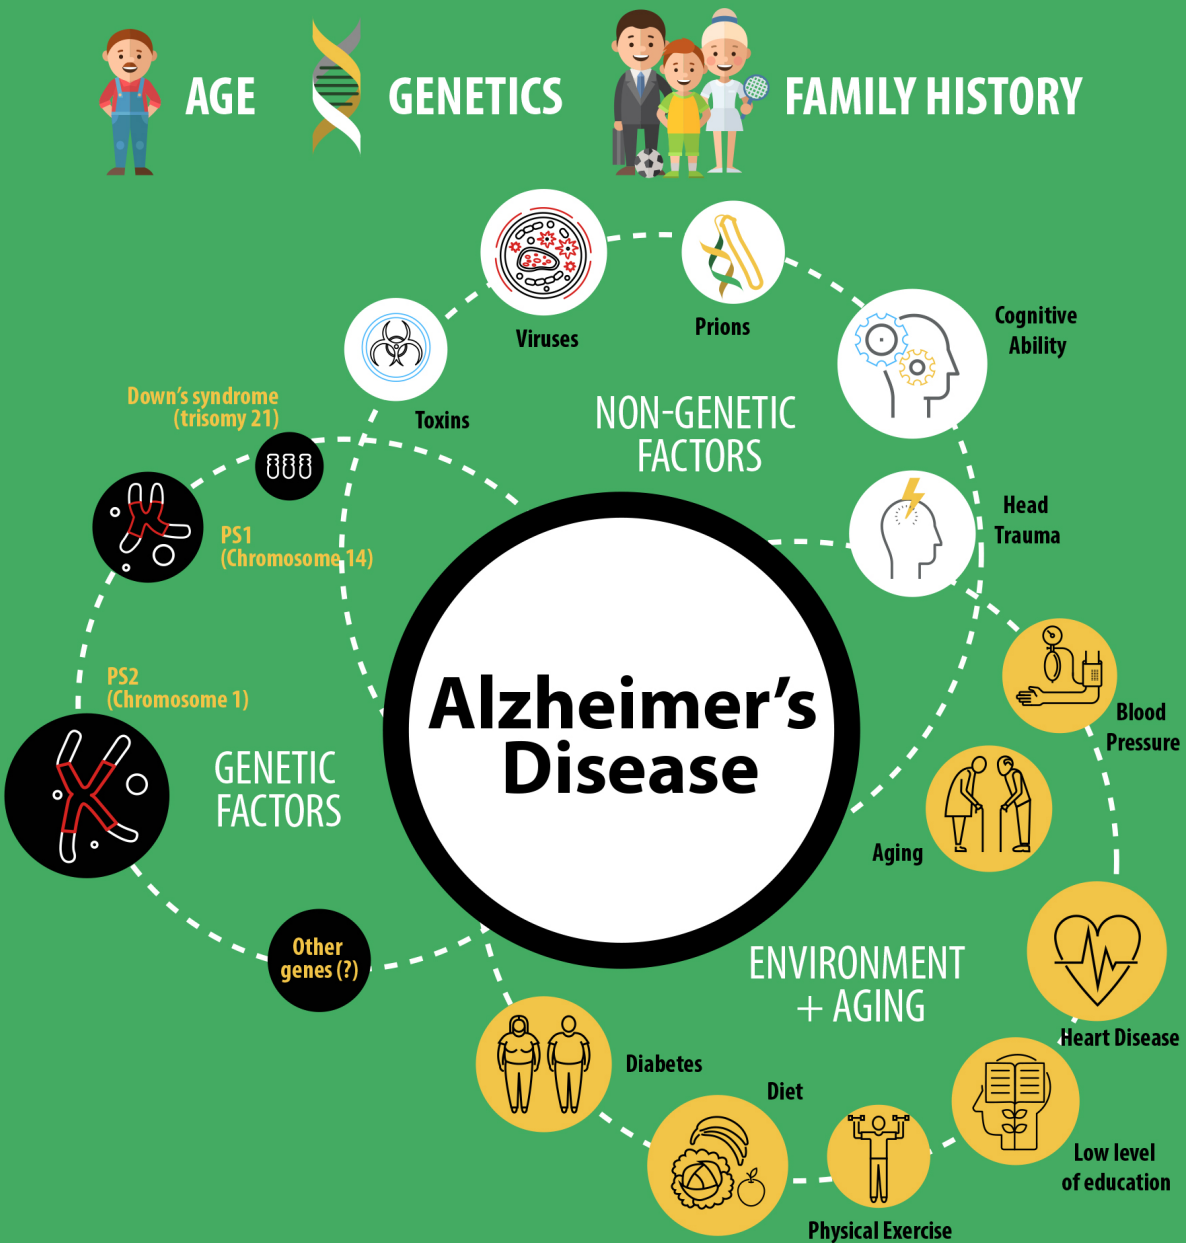 AGE
GENETICS
FAMILY HISTORY
Viruses
Prions
Cognitive
Ability
Toxins
NON-GENETIC
FACTORS
Down's syndrome
(trisomy 21)
Head
Trauma
PS1
(Chromosome 14)
PS2
(Chromosome 1)
GENETIC
FACTORS
Alzheimer's
Disease
Blood
Pressure
Aging
Other
genes (?)
ENVIRONMENT
+ AGING
Heart Disease
Diabetes
Diet
Low level
of education
Physical Exercise